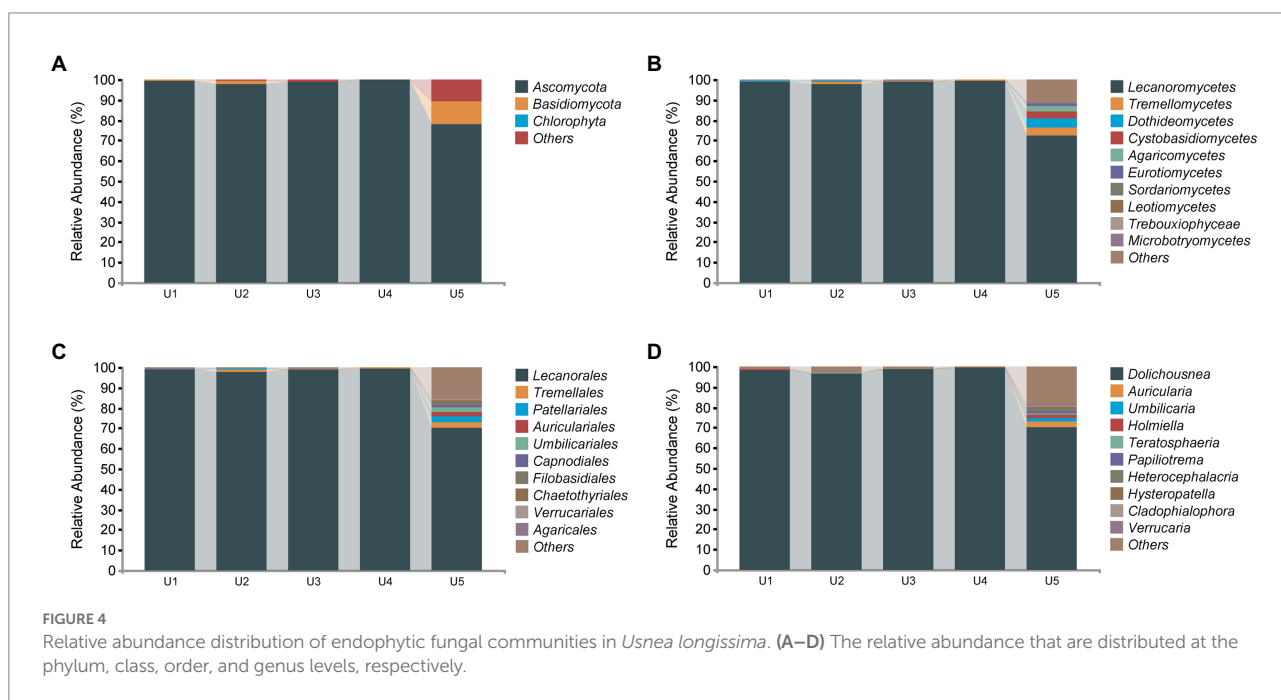 A
Relative Abundance (%)
100
90
80
70
60
50
40
30
20
10
0
U1 U2 U3 U4 U5
Ascomycota
Basidiomycota
Chlorophyta
Others
B
Relative Abundance (%)
100
90
80
70
60
50
40
30
20
10
0
U1 U2 U3 U4 U5
Lecanoromycetes
Tremellomycetes
Dothideomycetes
Cystobasidiomycetes
Agaricomycetes
Eurotiomycetes
Sordariomycetes
Leotiomycetes
Trebouxiophyceae
Microbotryomycetes
Others
C
Relative Abundance (%)
100
90
80
70
60
50
40
30
20
10
0
U1 U2 U3 U4 U5
Lecanorales
Tremellales
Patellariales
Auriculariales
Umbilicariales
Capnodiales
Filobasidiales
Chaetothyriales
Verrucariales
Agaricales
Others
D
Relative Abundance (%)
100
90
80
70
60
50
40
30
20
10
0
U1 U2 U3 U4 U5
Dolichousnea
Auricularia
Umbilicaria
Holmiella
Teratosphaeria
Papiliotrema
Heterocephalacria
Hysteropatella
Cladophialophora
Verrucaria
Others
FIGURE 4
Relative abundance distribution of endophytic fungal communities in Usnea longissima. (A–D) The relative abundance that are distributed at the
phylum, class, order, and genus levels, respectively.